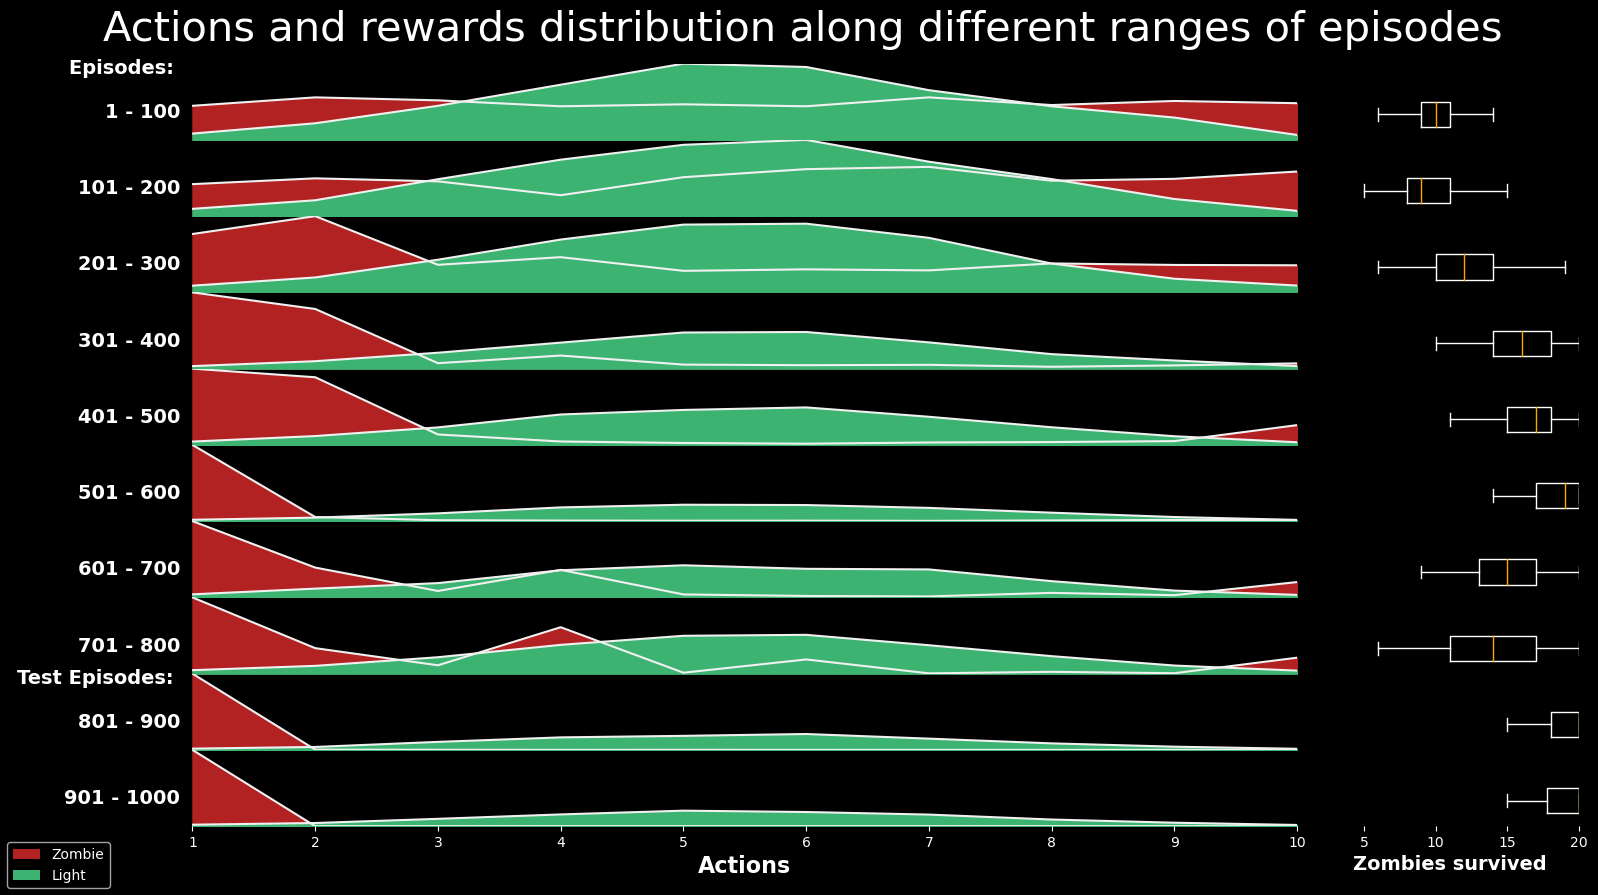 Actions and rewards distribution along different ranges of episodes
Episodes:
1 - 100
101 - 200
201 - 300
301 - 400
401 - 500
501 - 600
601 - 700
701 - 800
Test Episodes:
801 - 900
901 - 1000
1 2 3 4 5 6 7 8 9 10
Actions
5 10 15 20
Zombies survived
Zombie
Light